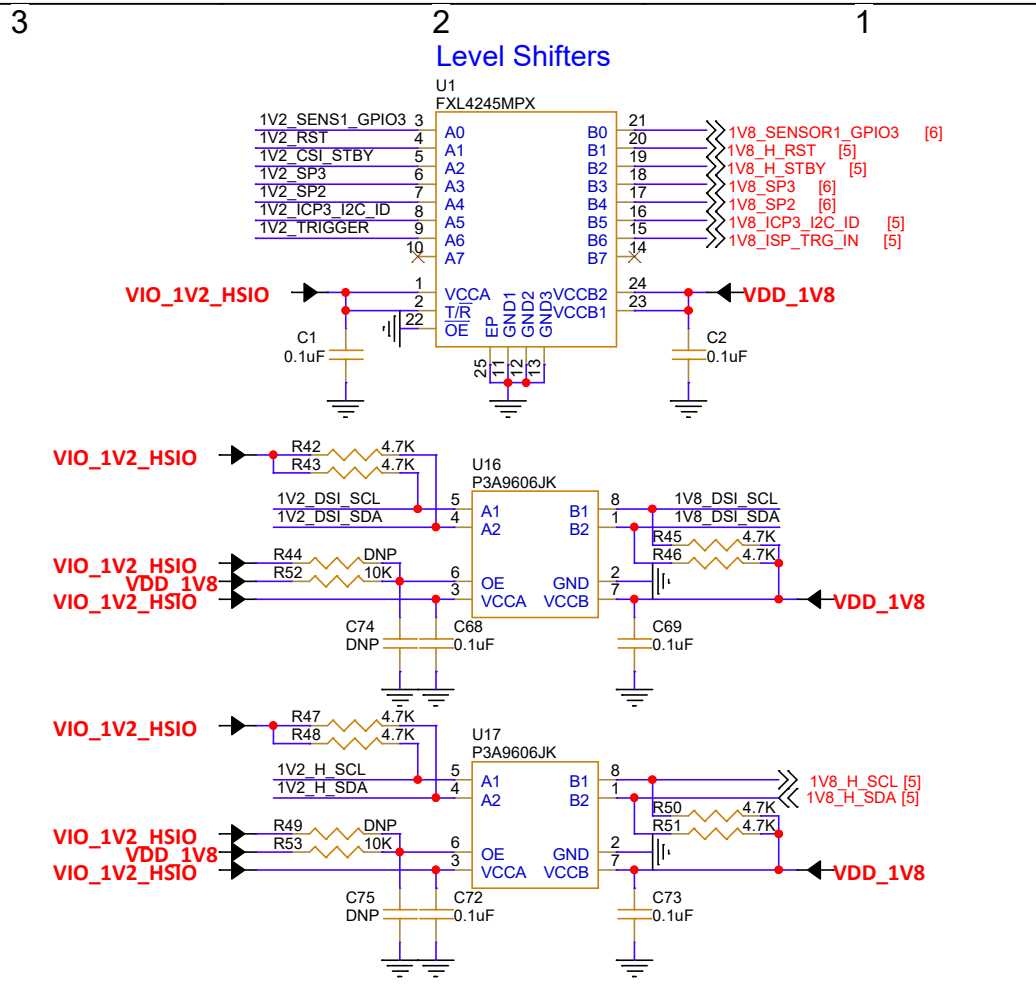 3 2 1
Level Shifters
U1
FXL4245MPX
1V2_SENS1_GPIO3 3 A0 B0 21 1V8_SENSOR1_GPIO3 [6]
1V2_RST 4 A1 B1 20 1V8_H_RST [5]
1V2_CSI_STBY 5 A2 B2 19 1V8_H_STBY [5]
1V2_SP3 6 A3 B3 18 1V8_SP3 [6]
1V2_SP2 7 A4 B4 17 1V8_SP2 [6]
1V2_ICP3_I2C_ID 8 A5 B5 16 1V8_ICP3_I2C_ID [5]
1V2_TRIGGER 9 A6 B6 15 1V8_ISP_TRG_IN [5]
10 A7 B7 14
VIO_1V2_HSIO 1 VCCA VCCB2 24 VDD_1V8
2 T/R VCCB1 23
22 OE EP GND1 GND2 GND3
C1 0.1uF
25 11 12 13
C2 0.1uF
VIO_1V2_HSIO R42 4.7K
R43 4.7K
U16
P3A9606JK
1V2_DSI_SCL 5 A1 B1 8 1V8_DSI_SCL
1V2_DSI_SDA 4 A2 B2 1 1V8_DSI_SDA
R45 4.7K
R46 4.7K
VIO_1V2_HSIO R44 DNP
VDD_1V8 R52 10K 6 OE GND 2
VIO_1V2_HSIO 3 VCCA VCCB 7 VDD_1V8
C74 DNP
C68 0.1uF
C69 0.1uF
VIO_1V2_HSIO R47 4.7K
R48 4.7K
U17
P3A9606JK
1V2_H_SCL 5 A1 B1 8 1V8_H_SCL [5]
1V2_H_SDA 4 A2 B2 1 1V8_H_SDA [5]
R50 4.7K
R51 4.7K
VIO_1V2_HSIO R49 DNP
VDD_1V8 R53 10K 6 OE GND 2
VIO_1V2_HSIO 3 VCCA VCCB 7 VDD_1V8
C75 DNP
C72 0.1uF
C73 0.1uF